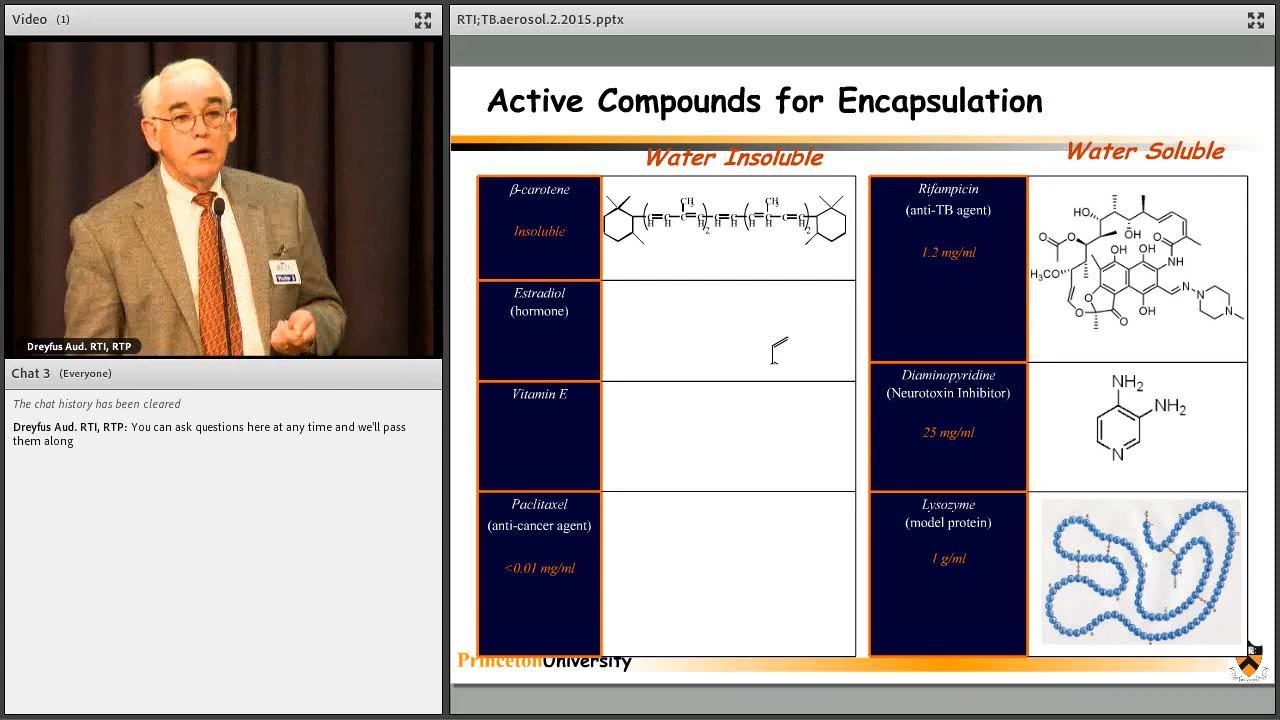 Video (1)
RTI;TB.aerosol.2.2015.pptx
Dreyfus Aud. RTI, RTP
Chat 3 (Everyone)
The chat history has been cleared
Dreyfus Aud. RTI, RTP: You can ask questions here at any time and we'll pass
them along
Active Compounds for Encapsulation
Water Insoluble
β-carotene
Insoluble
Estradiol
(hormone)
Vitamin E
Paclitaxel
(anti-cancer agent)
<0.01 mg/ml
Water Soluble
Rifampicin
(anti-TB agent)
1.2 mg/ml
HO
OH
O
O
OH
OH
NH
H₃CO
O
O
O
OH
N
N
N
Diaminopyridine
(Neurotoxin Inhibitor)
25 mg/ml
NH₂
NH₂
N
Lysozyme
(model protein)
1 g/ml
PrincetonUniversity